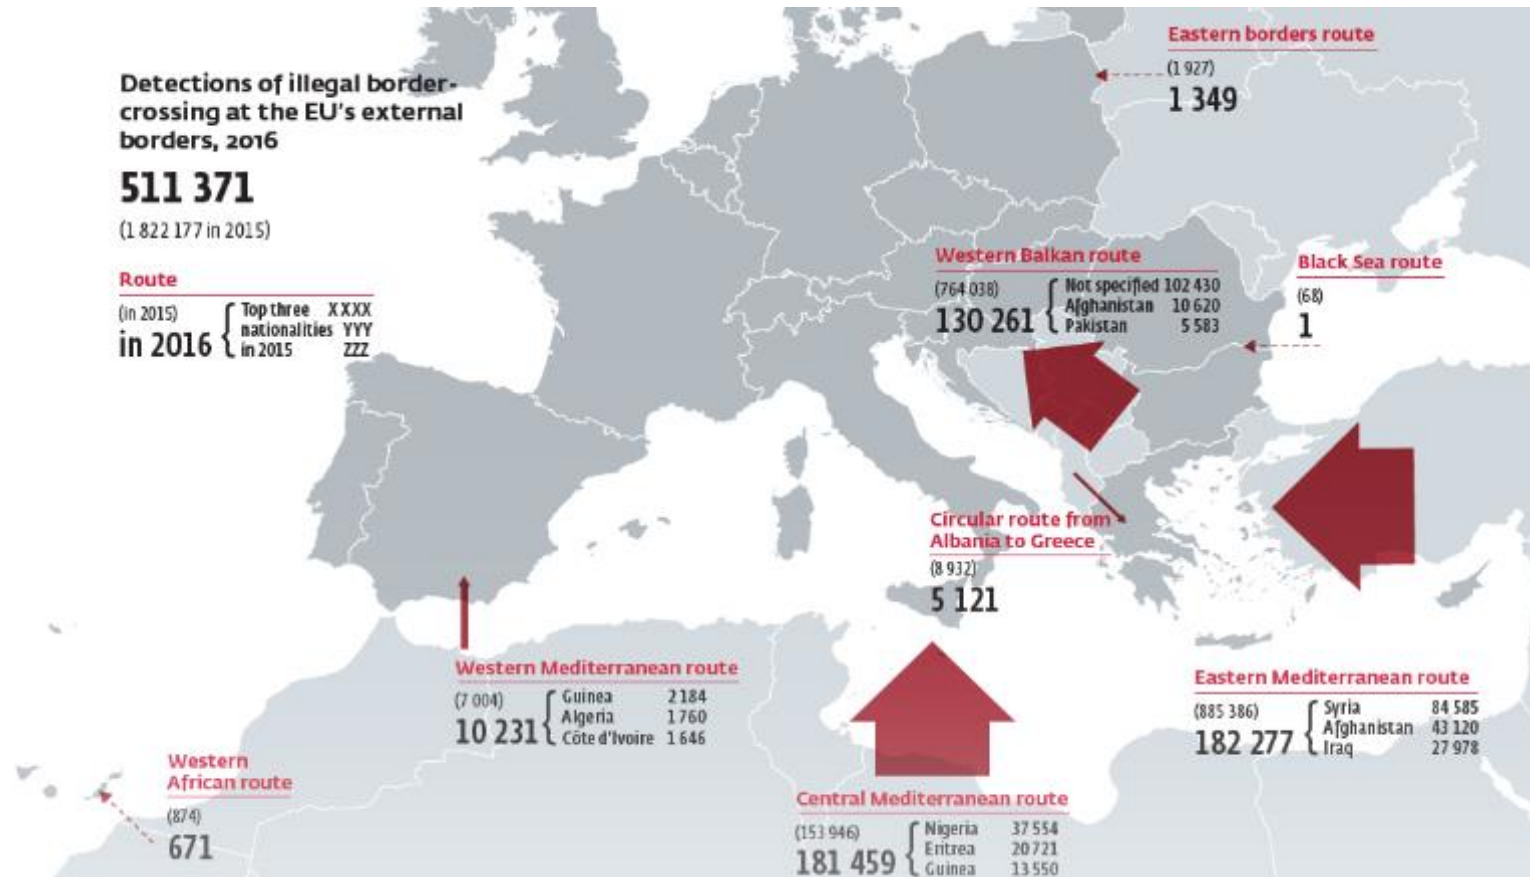 Detections of illegal border-
crossing at the EU's external
borders, 2016
511 371
(1 822 177 in 2015)
Route
(in 2015)
in 2016
Top three XXXX
nationalities YYY
in 2015 ZZZ
Eastern borders route
(1 927)
1 349
Western Balkan route
(764 038)
130 261
Not specified 102 430
Afghanistan 10 620
Pakistan 5 583
Black Sea route
(68)
1
Circular route from
Albania to Greece
(8 932)
5 121
Western Mediterranean route
(7 004)
10 231
Guinea 2 184
Algeria 1 760
Côte d'Ivoire 1 646
Eastern Mediterranean route
(885 386)
182 277
Syria 84 585
Afghanistan 43 120
Iraq 27 978
Western
African route
(874)
671
Central Mediterranean route
(153 946)
181 459
Nigeria 37 554
Eritrea 20 721
Guinea 13 550